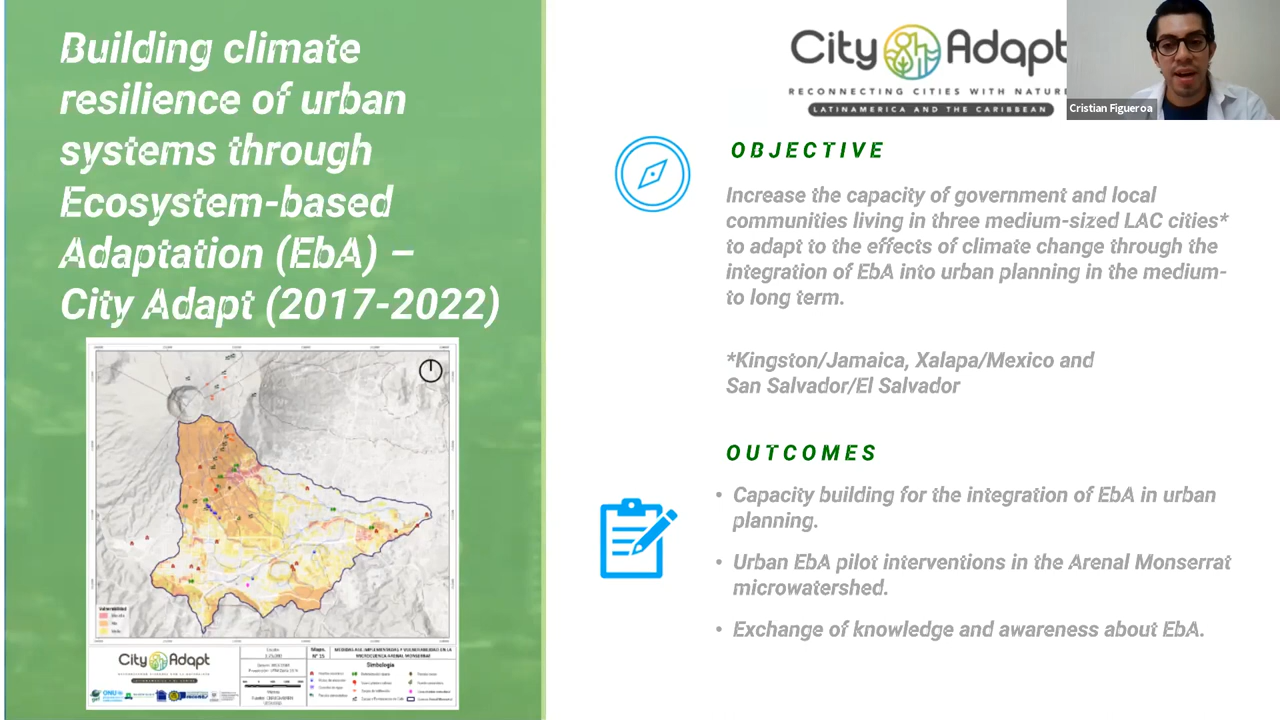 Building climate
resilience of urban
systems through
Ecosystem-based
Adaptation (EbA) –
City Adapt (2017-2022)
City Adapt
RECONNECTING CITIES WITH NATURE
LATINAMERICA AND THE CARIBBEAN
Cristian Figueroa
OBJECTIVE
Increase the capacity of government and local
communities living in three medium-sized LAC cities*
to adapt to the effects of climate change through the
integration of EbA into urban planning in the medium-
to long term.
*Kingston/Jamaica, Xalapa/Mexico and
San Salvador/El Salvador
OUTCOMES
• Capacity building for the integration of EbA in urban
planning.
• Urban EbA pilot interventions in the Arenal Monserrat
microwatershed.
• Exchange of knowledge and awareness about EbA.
City Adapt
Simbología